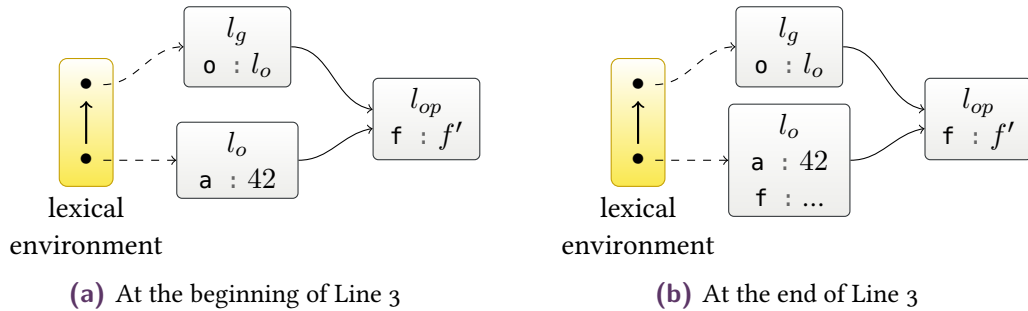 l_g
o : l_o
l_op
f : f′
l_o
a : 42
lexical
environment
(a) At the beginning of Line 3
l_g
o : l_o
l_op
f : f′
l_o
a : 42
f : ...
lexical
environment
(b) At the end of Line 3